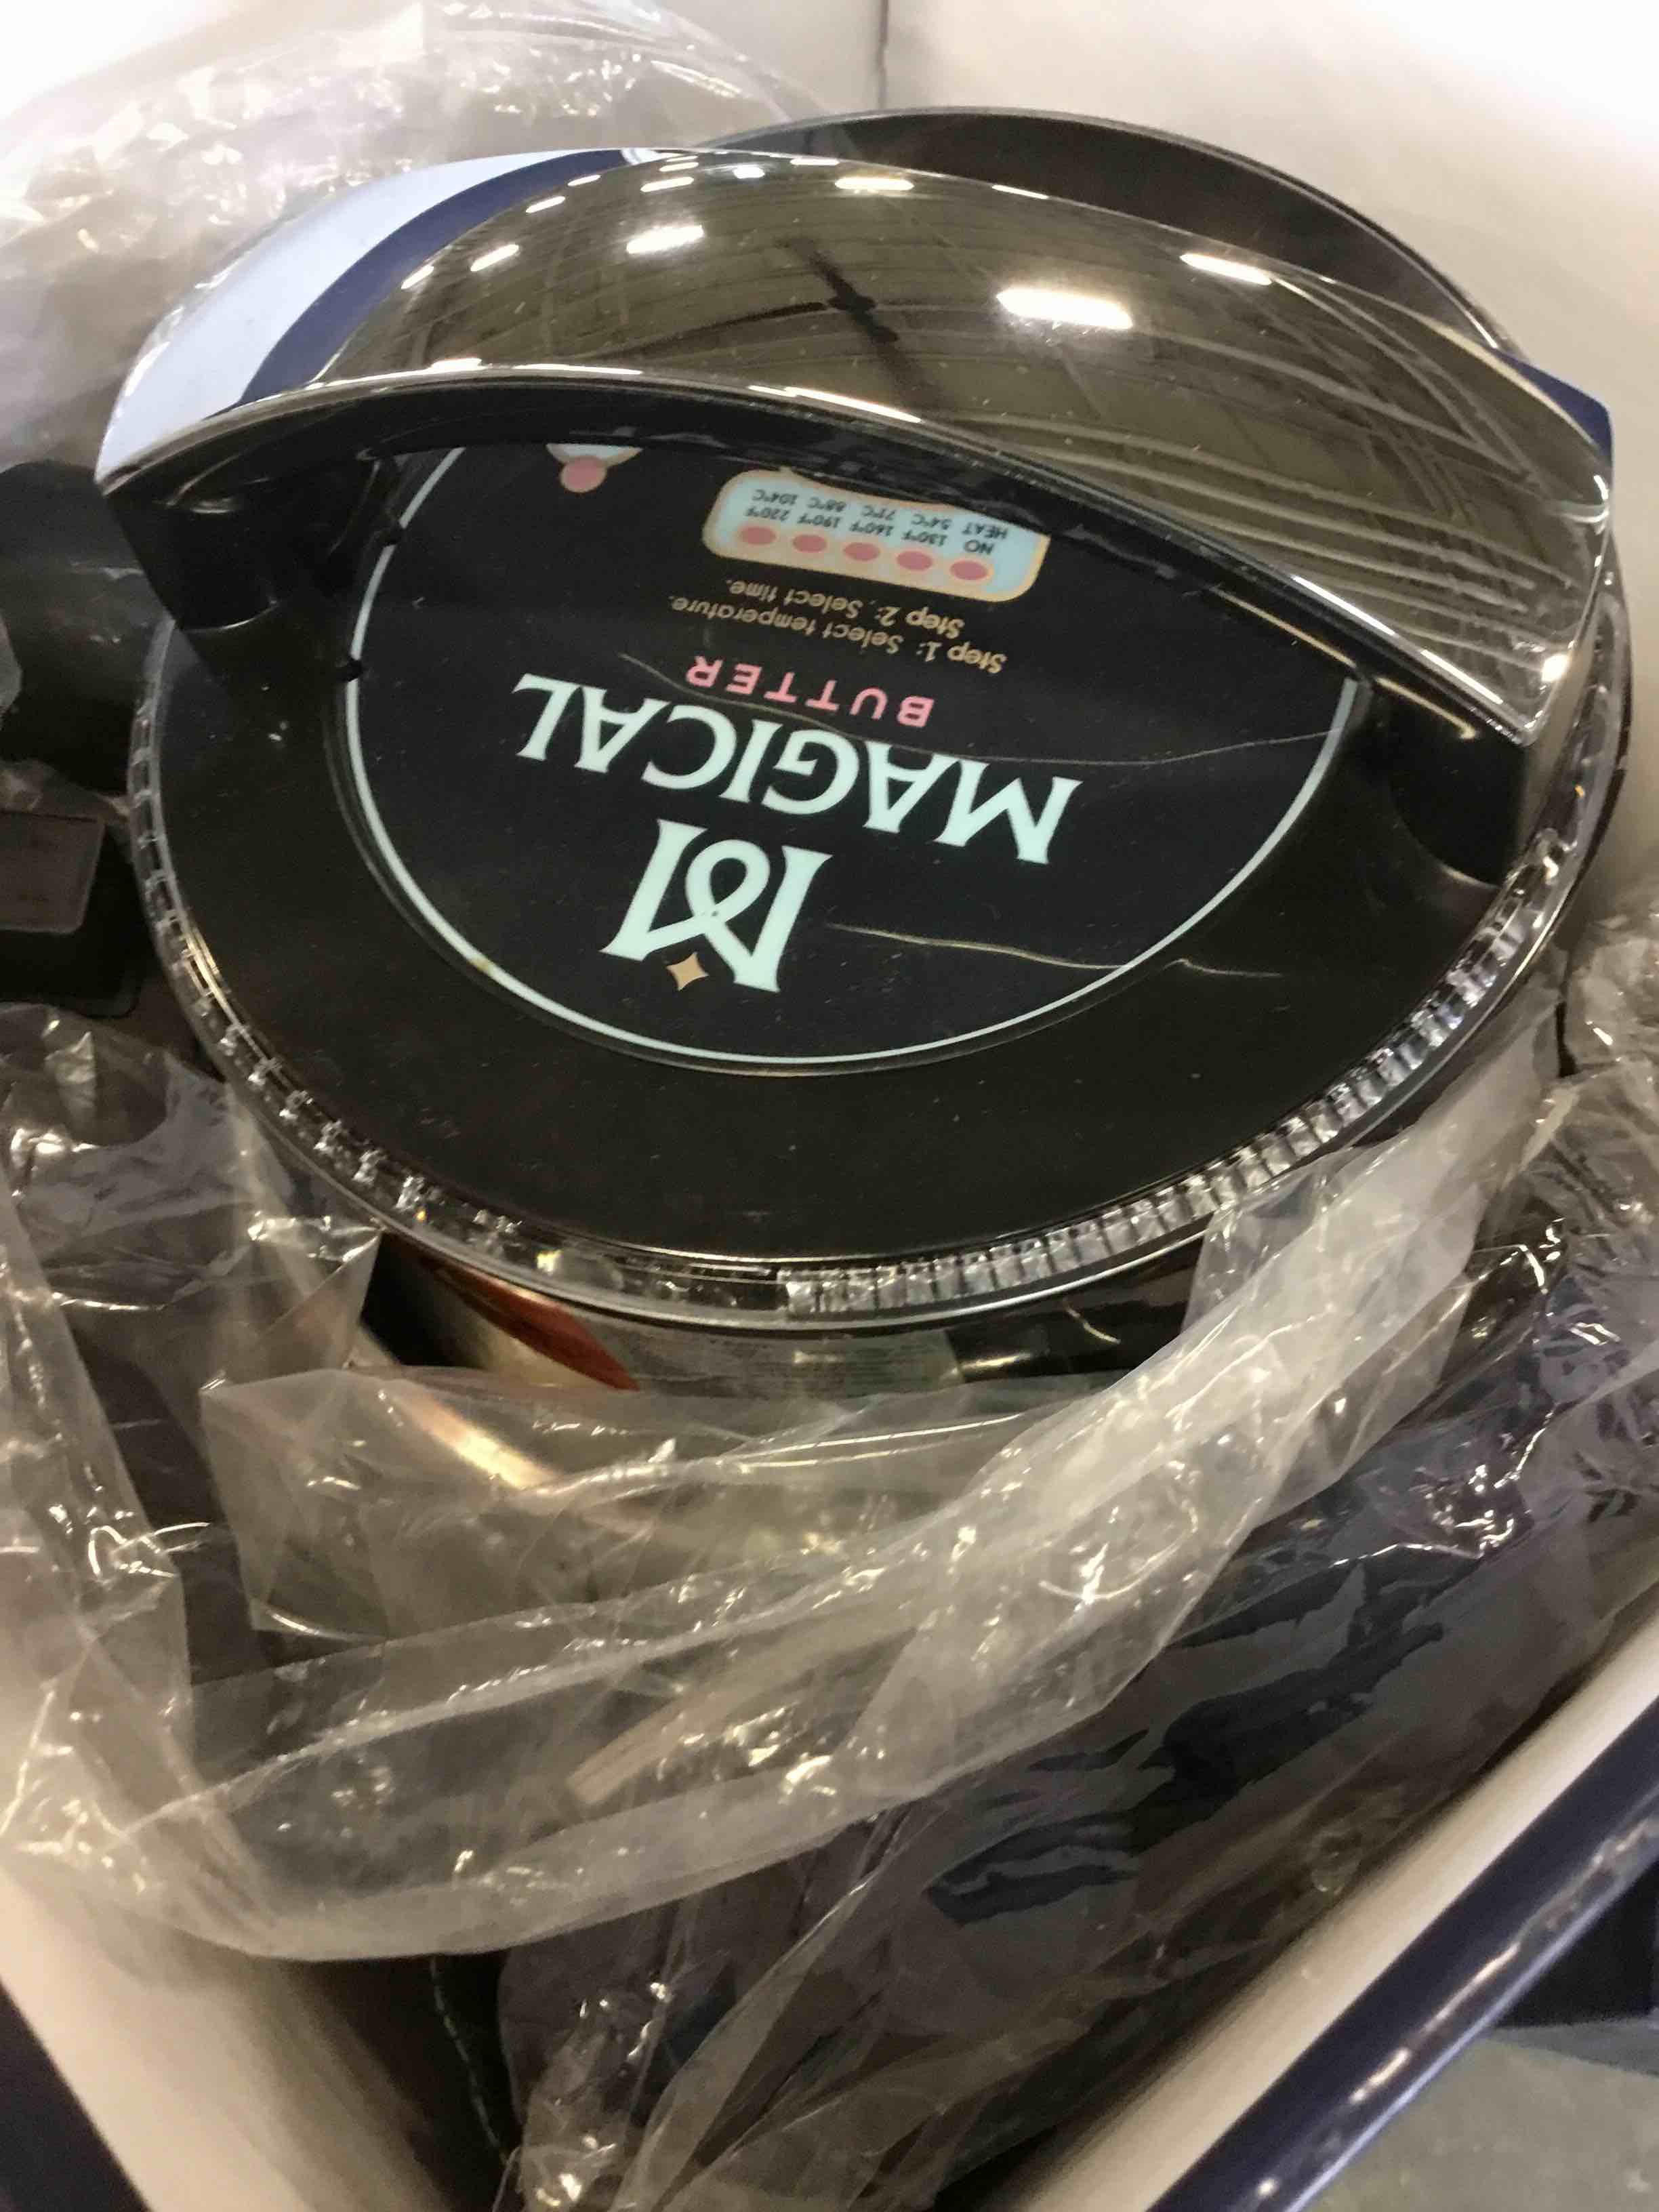 M
MAGICAL
BUTTER
Step 1: Select temperature.
Step 2: Select time.
NO HEAT 130°F 54°C 160°F 71°C 190°F 88°C 220°F 104°C